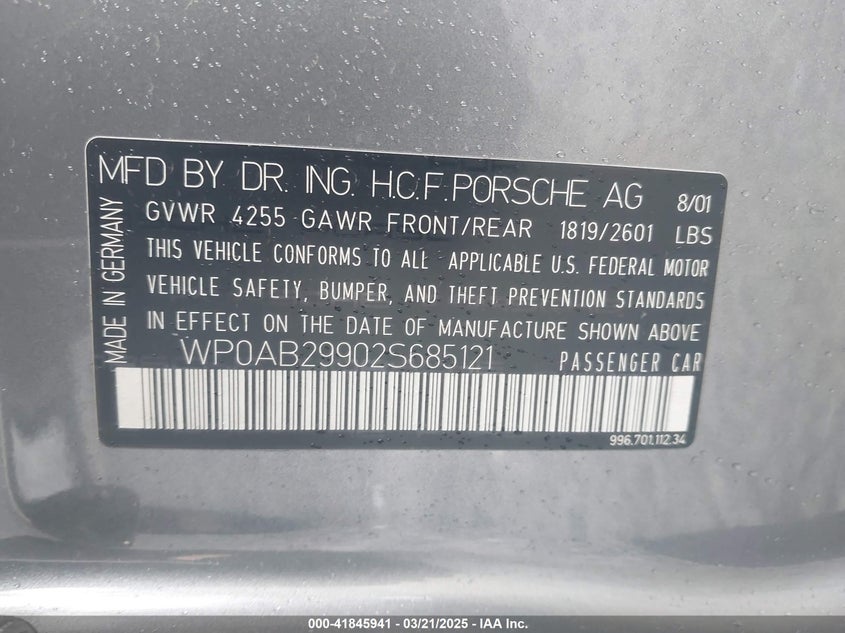 MFD BY DR. ING. H.C.F.PORSCHE AG 8/01
GVWR 4255 GAWR FRONT/REAR 1819/2601 LBS
THIS VEHICLE CONFORMS TO ALL APPLICABLE U.S. FEDERAL MOTOR
VEHICLE SAFETY, BUMPER, AND THEFT PREVENTION STANDARDS
IN EFFECT ON THE DATE OF MANUFACTURE SHOWN ABOVE
WP0AB29902S685121 PASSENGER CAR
MADE IN GERMANY
996.701.112.34
000-41845941 - 03/21/2025 - IAA Inc.